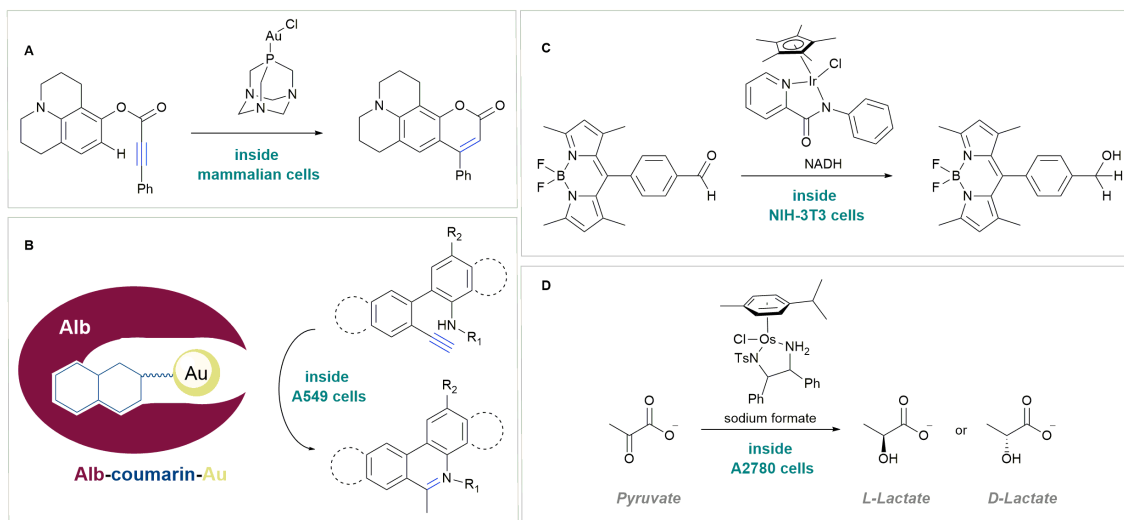 A
Cl
Au
P
N
N
N
N
O
O
H
Ph
inside
mammalian cells
N
O
O
Ph
B
Alb
Au
Alb-coumarin-Au
R2
HN
R1
inside
A549 cells
R2
N
R1
C
Cl
Ir
N
N
O
NADH
inside
NIH-3T3 cells
F
F
B
N
N
O
H
F
F
B
N
N
OH
H
H
D
Cl
Os
NH2
TsN
Ph
Ph
sodium formate
inside
A2780 cells
O
O
O−
Pyruvate
O
O−
OH
L-Lactate
or
O
O−
OH
D-Lactate